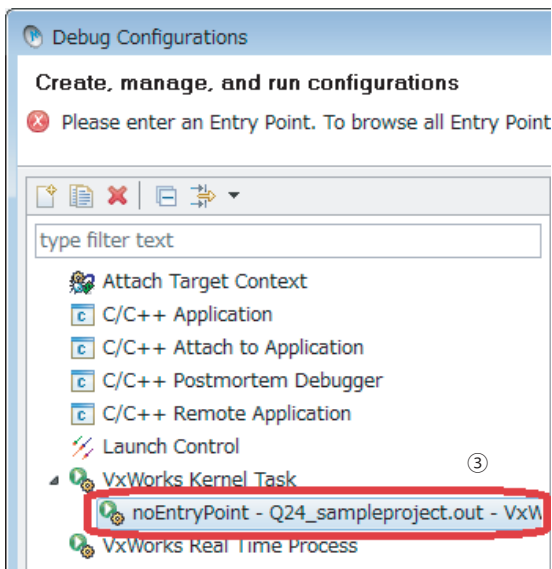 Debug Configurations
Create, manage, and run configurations
Please enter an Entry Point. To browse all Entry Point
type filter text
Attach Target Context
C/C++ Application
C/C++ Attach to Application
C/C++ Postmortem Debugger
C/C++ Remote Application
Launch Control
③
VxWorks Kernel Task
noEntryPoint - Q24_sampleproject.out - VxW
VxWorks Real Time Process